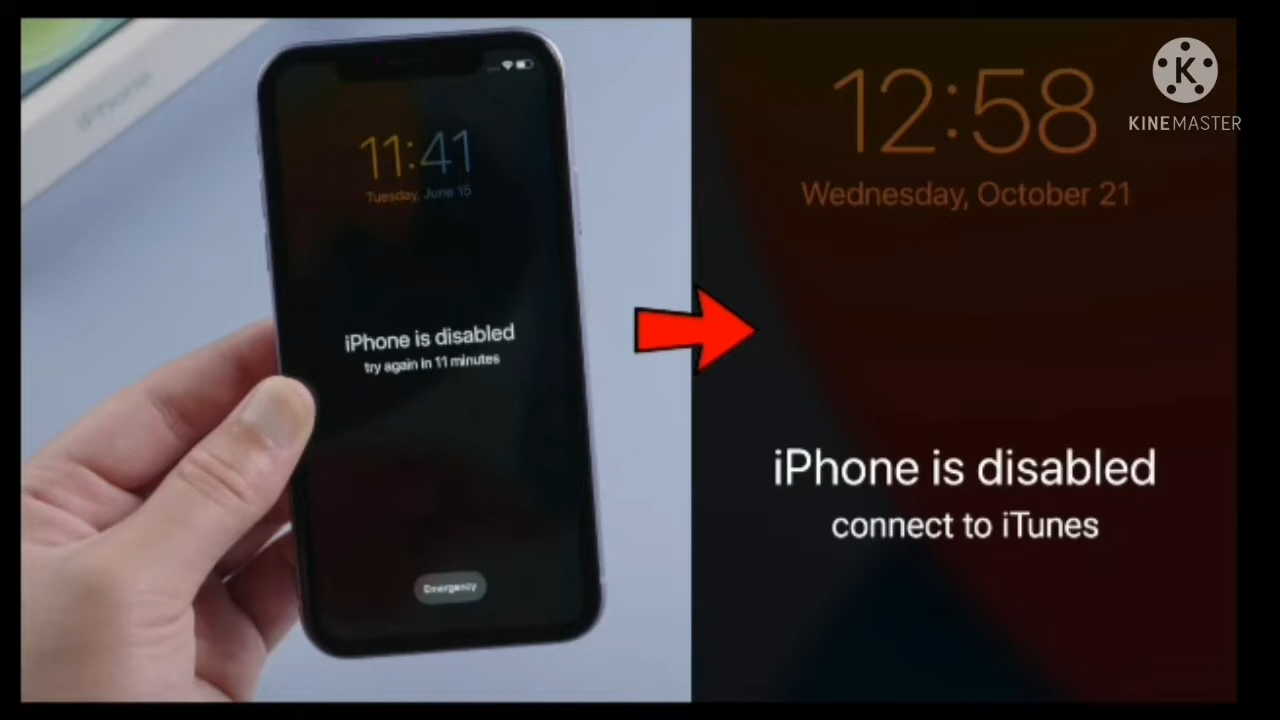 iPhone
11:41
Tuesday, June 15
iPhone is disabled
try again in 11 minutes
Emergency
12:58
Wednesday, October 21
iPhone is disabled
connect to iTunes
K
KINEMASTER